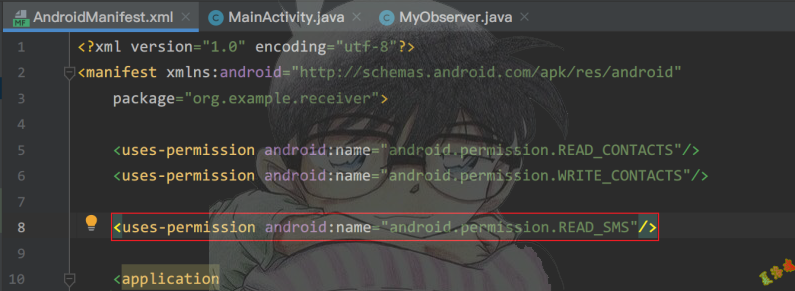 MF AndroidManifest.xml × C MainActivity.java × C MyObserver.java ×
1 <?xml version="1.0" encoding="utf-8"?>
2 <manifest xmlns:android="http://schemas.android.com/apk/res/android"
3 package="org.example.receiver">
4
5 <uses-permission android:name="android.permission.READ_CONTACTS"/>
6 <uses-permission android:name="android.permission.WRITE_CONTACTS"/>
7
8 <uses-permission android:name="android.permission.READ_SMS"/>
9
10 <application